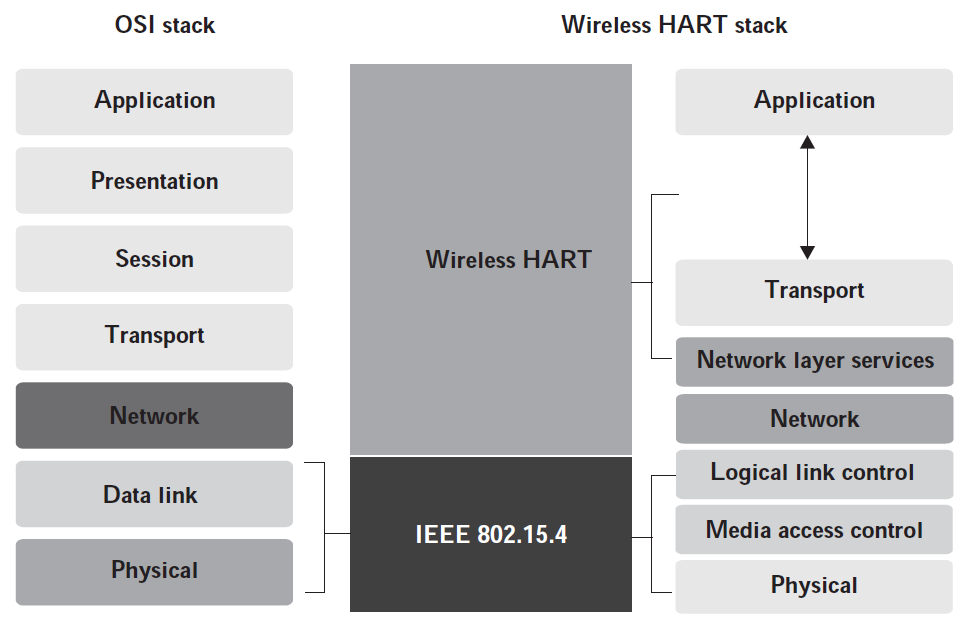 OSI stack
Wireless HART stack
Application
Presentation
Session
Transport
Network
Data link
Physical
Wireless HART
IEEE 802.15.4
Application
Transport
Network layer services
Network
Logical link control
Media access control
Physical